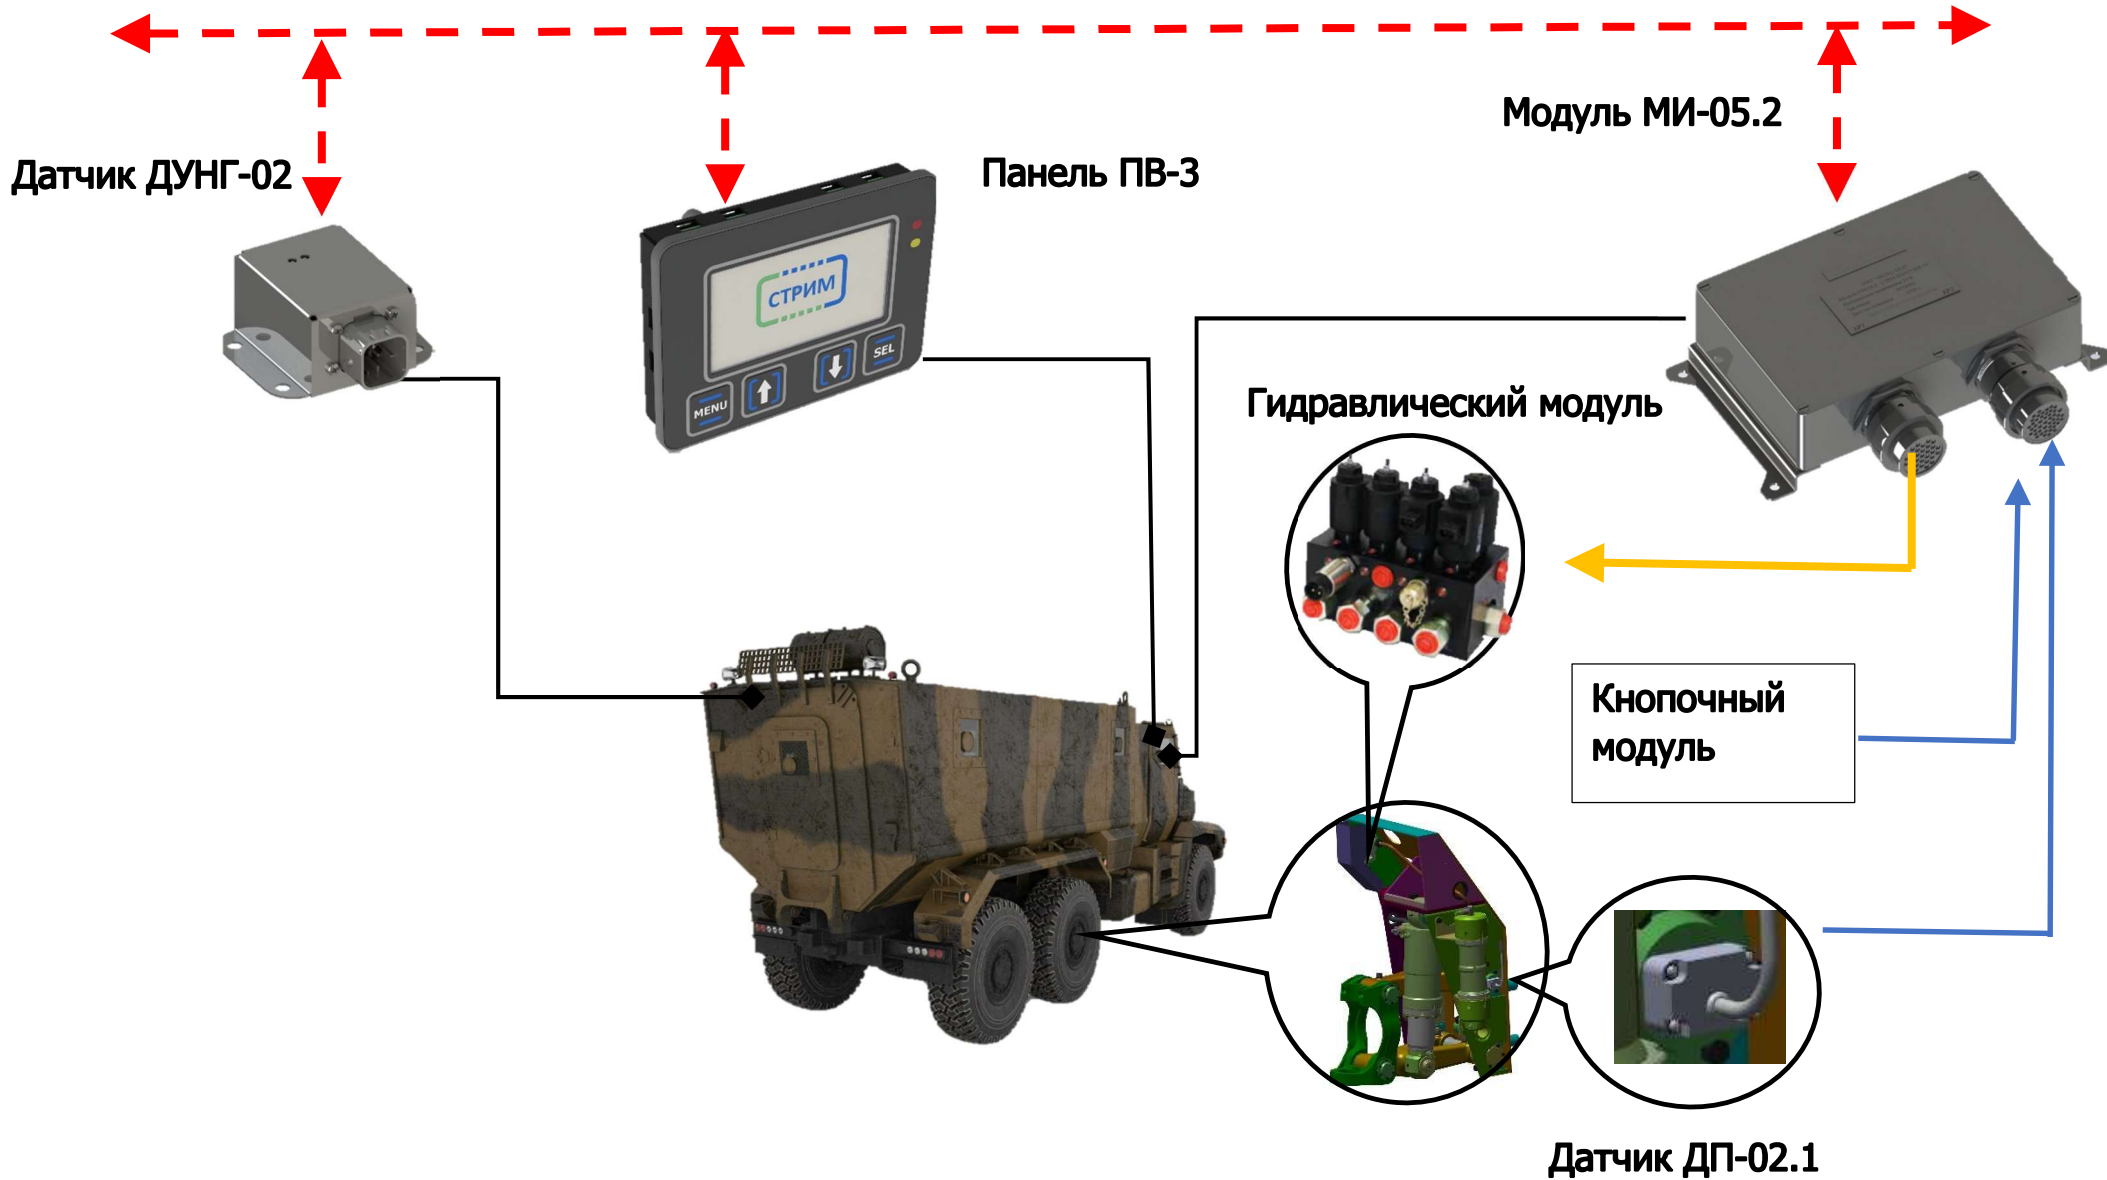 Модуль МИ-05.2
Датчик ДУНГ-02
Панель ПВ-3
СТРИМ
MENU
SEL
Гидравлический модуль
Кнопочный
модуль
Датчик ДП-02.1